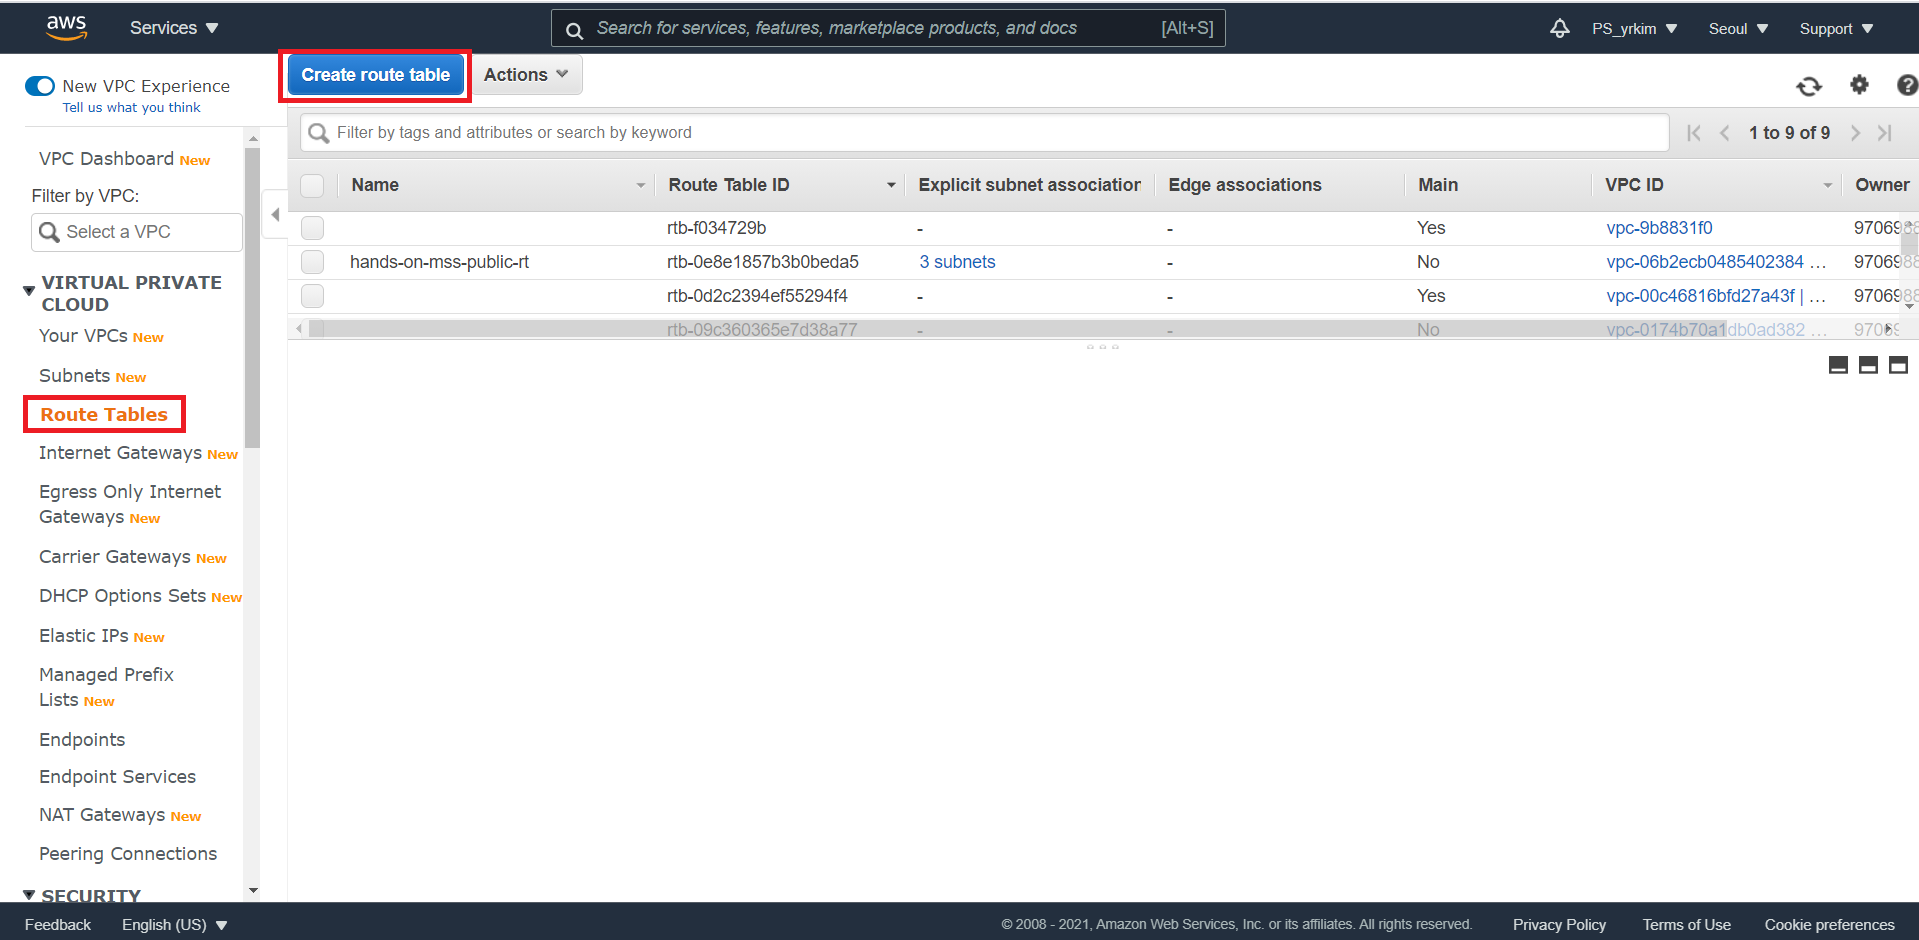 aws
Services
Search for services, features, marketplace products, and docs [Alt+S]
PS_yrkim
Seoul
Support
New VPC Experience
Tell us what you think
Create route table
Actions
VPC Dashboard New
Filter by VPC:
Select a VPC
VIRTUAL PRIVATE
CLOUD
Your VPCs New
Subnets New
Route Tables
Internet Gateways New
Egress Only Internet
Gateways New
Carrier Gateways New
DHCP Options Sets New
Elastic IPs New
Managed Prefix
Lists New
Endpoints
Endpoint Services
NAT Gateways New
Peering Connections
SECURITY
Filter by tags and attributes or search by keyword
1 to 9 of 9
Name Route Table ID Explicit subnet association Edge associations Main VPC ID Owner
rtb-f034729b - - Yes vpc-9b8831f0 970698
hands-on-mss-public-rt rtb-0e8e1857b3b0beda5 3 subnets - No vpc-06b2ecb0485402384 ... 970698
rtb-0d2c2394ef55294f4 - - Yes vpc-00c46816bfd27a43f | ... 970698
rtb-09c360365e7d38a77 - - No vpc-0174b70a1db0ad382 ...
Feedback
English (US)
© 2008 - 2021, Amazon Web Services, Inc. or its affiliates. All rights reserved.
Privacy Policy
Terms of Use
Cookie preferences